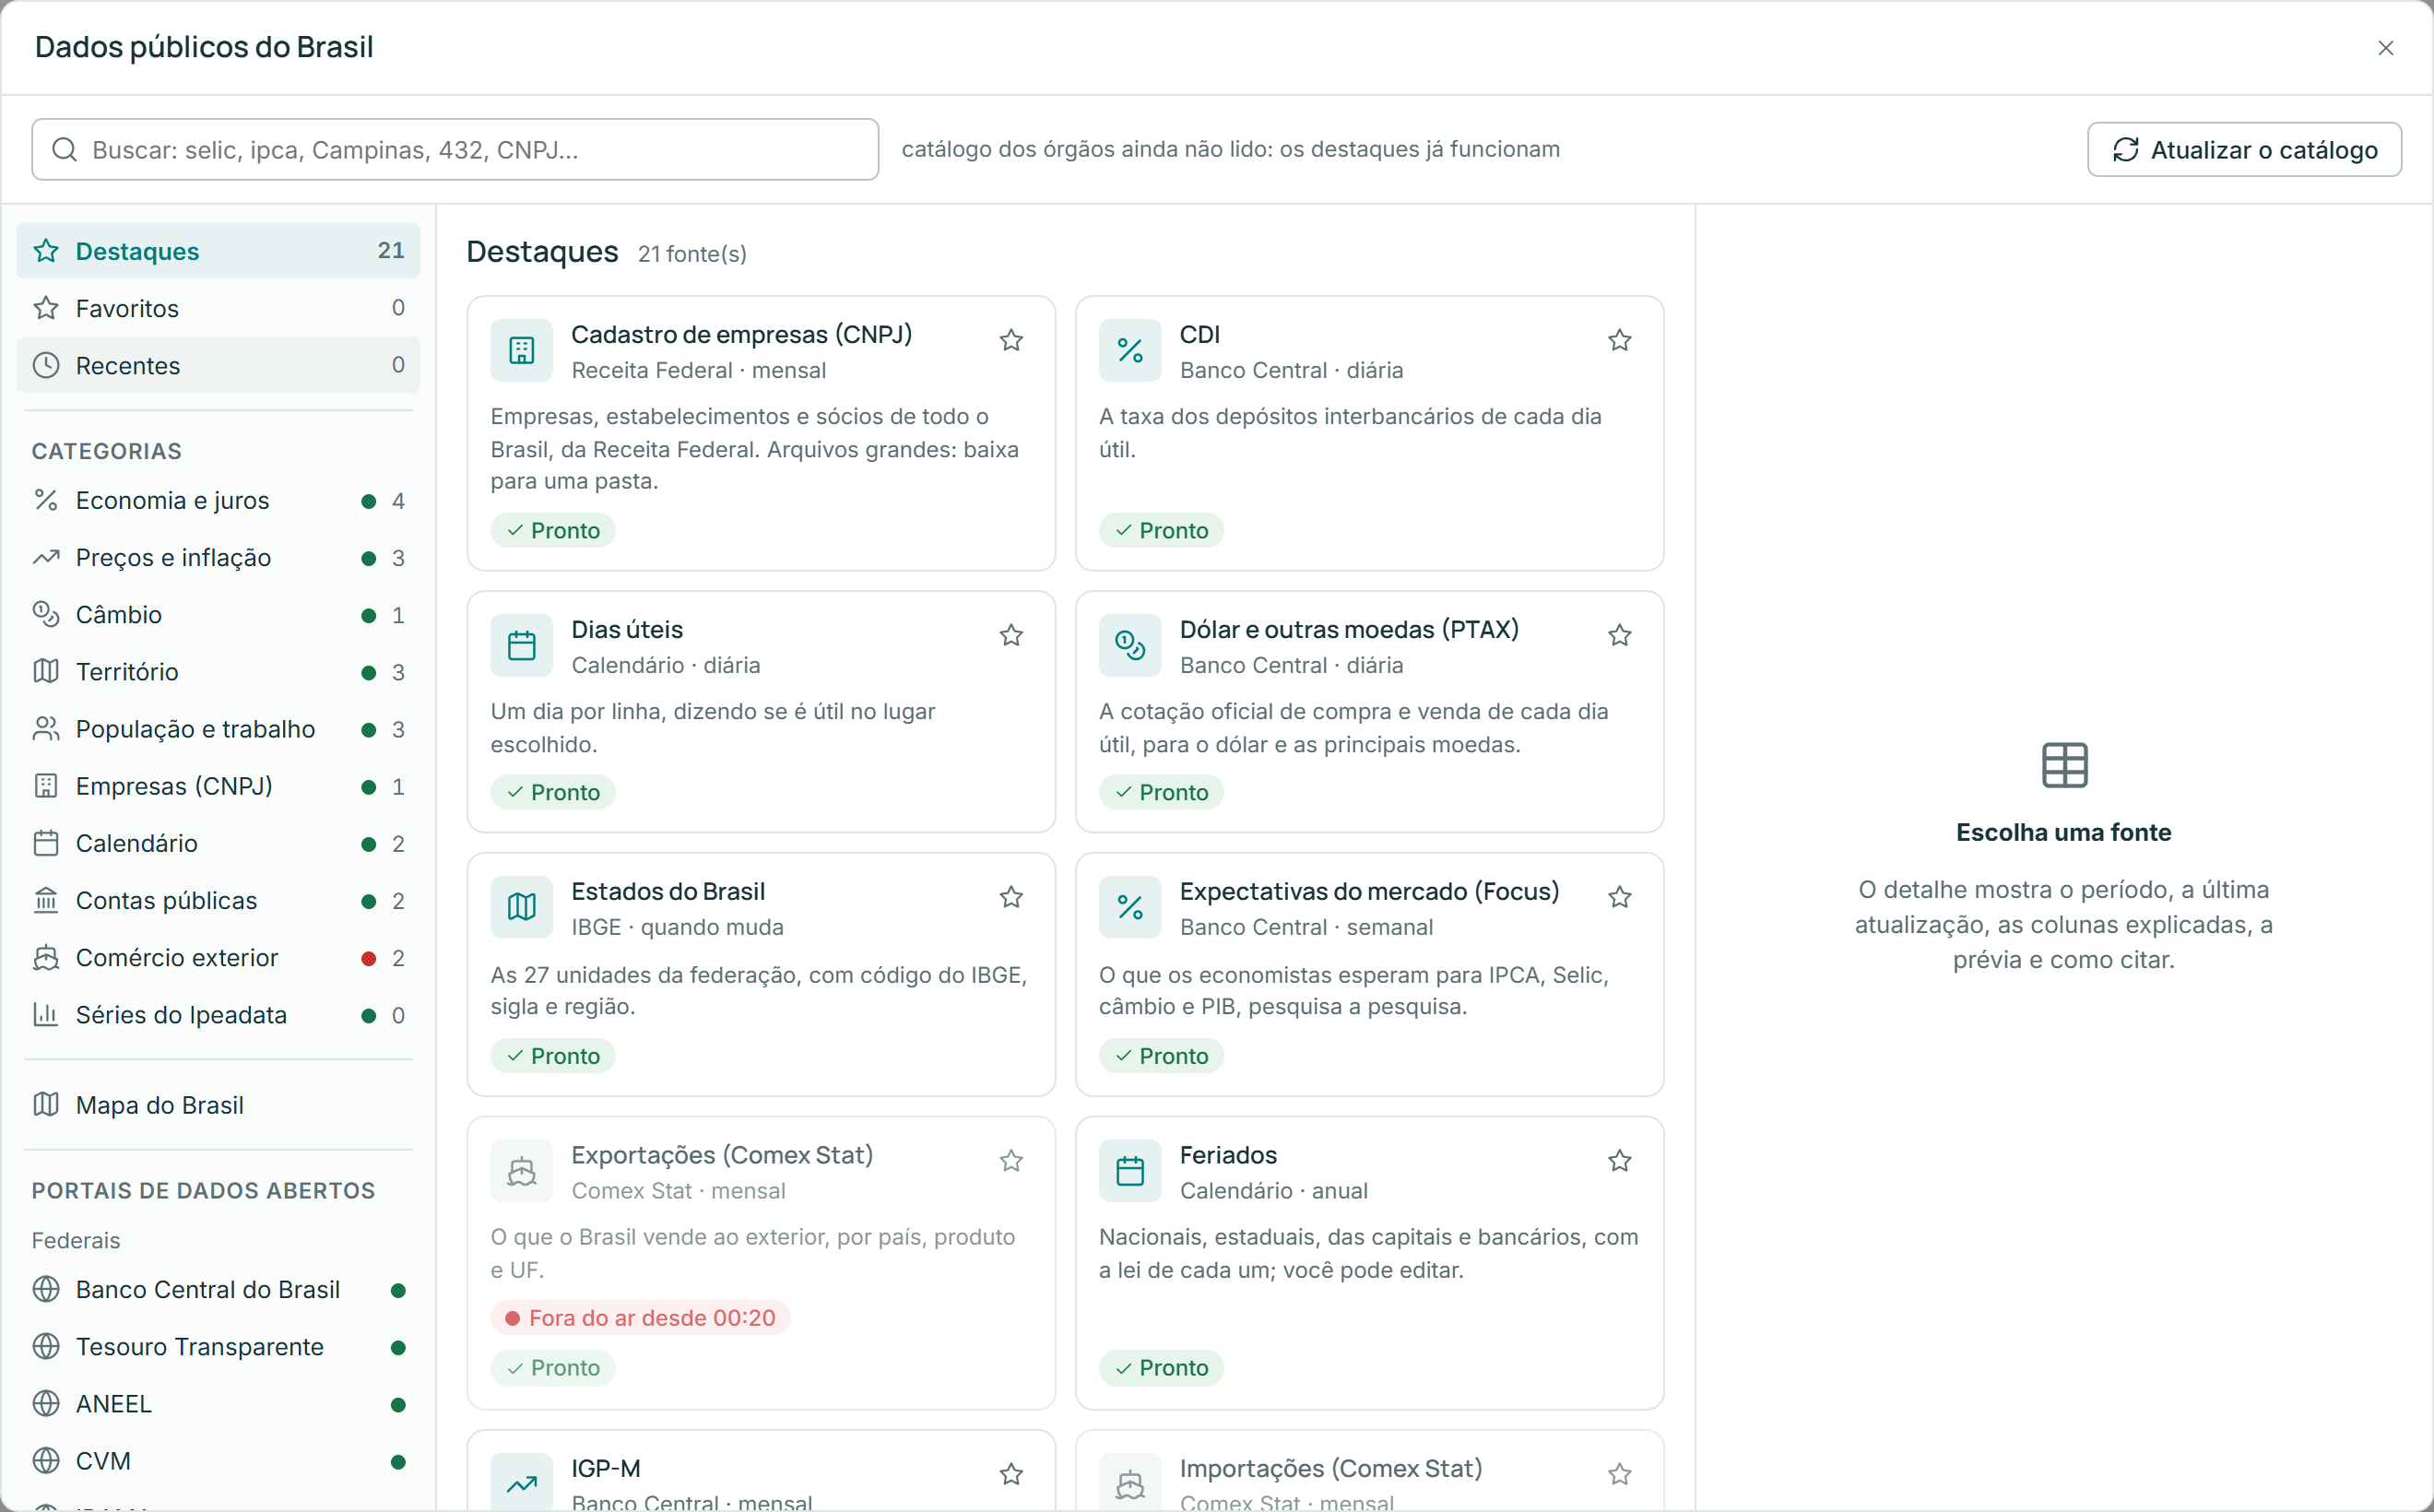 Dados públicos do Brasil
Buscar: selic, ipca, Campinas, 432, CNPJ...
catálogo dos órgãos ainda não lido: os destaques já funcionam
Atualizar o catálogo
Destaques 21
Favoritos 0
Recentes 0
CATEGORIAS
Economia e juros 4
Preços e inflação 3
Câmbio 1
Território 3
População e trabalho 3
Empresas (CNPJ) 1
Calendário 2
Contas públicas 2
Comércio exterior 2
Séries do Ipeadata 0
Mapa do Brasil
PORTAIS DE DADOS ABERTOS
Federais
Banco Central do Brasil
Tesouro Transparente
ANEEL
CVM
Destaques 21 fonte(s)
Cadastro de empresas (CNPJ)
Receita Federal · mensal
Empresas, estabelecimentos e sócios de todo o
Brasil, da Receita Federal. Arquivos grandes: baixa
para uma pasta.
Pronto
CDI
Banco Central · diária
A taxa dos depósitos interbancários de cada dia
útil.
Pronto
Dias úteis
Calendário · diária
Um dia por linha, dizendo se é útil no lugar
escolhido.
Pronto
Dólar e outras moedas (PTAX)
Banco Central · diária
A cotação oficial de compra e venda de cada dia
útil, para o dólar e as principais moedas.
Pronto
Estados do Brasil
IBGE · quando muda
As 27 unidades da federação, com código do IBGE,
sigla e região.
Pronto
Expectativas do mercado (Focus)
Banco Central · semanal
O que os economistas esperam para IPCA, Selic,
câmbio e PIB, pesquisa a pesquisa.
Pronto
Exportações (Comex Stat)
Comex Stat · mensal
O que o Brasil vende ao exterior, por país, produto
e UF.
Fora do ar desde 00:20
Pronto
Feriados
Calendário · anual
Nacionais, estaduais, das capitais e bancários, com
a lei de cada um; você pode editar.
Pronto
IGP-M
Banco Central · mensal
Importações (Comex Stat)
Comex Stat · mensal
Escolha uma fonte
O detalhe mostra o período, a última
atualização, as colunas explicadas, a
prévia e como citar.